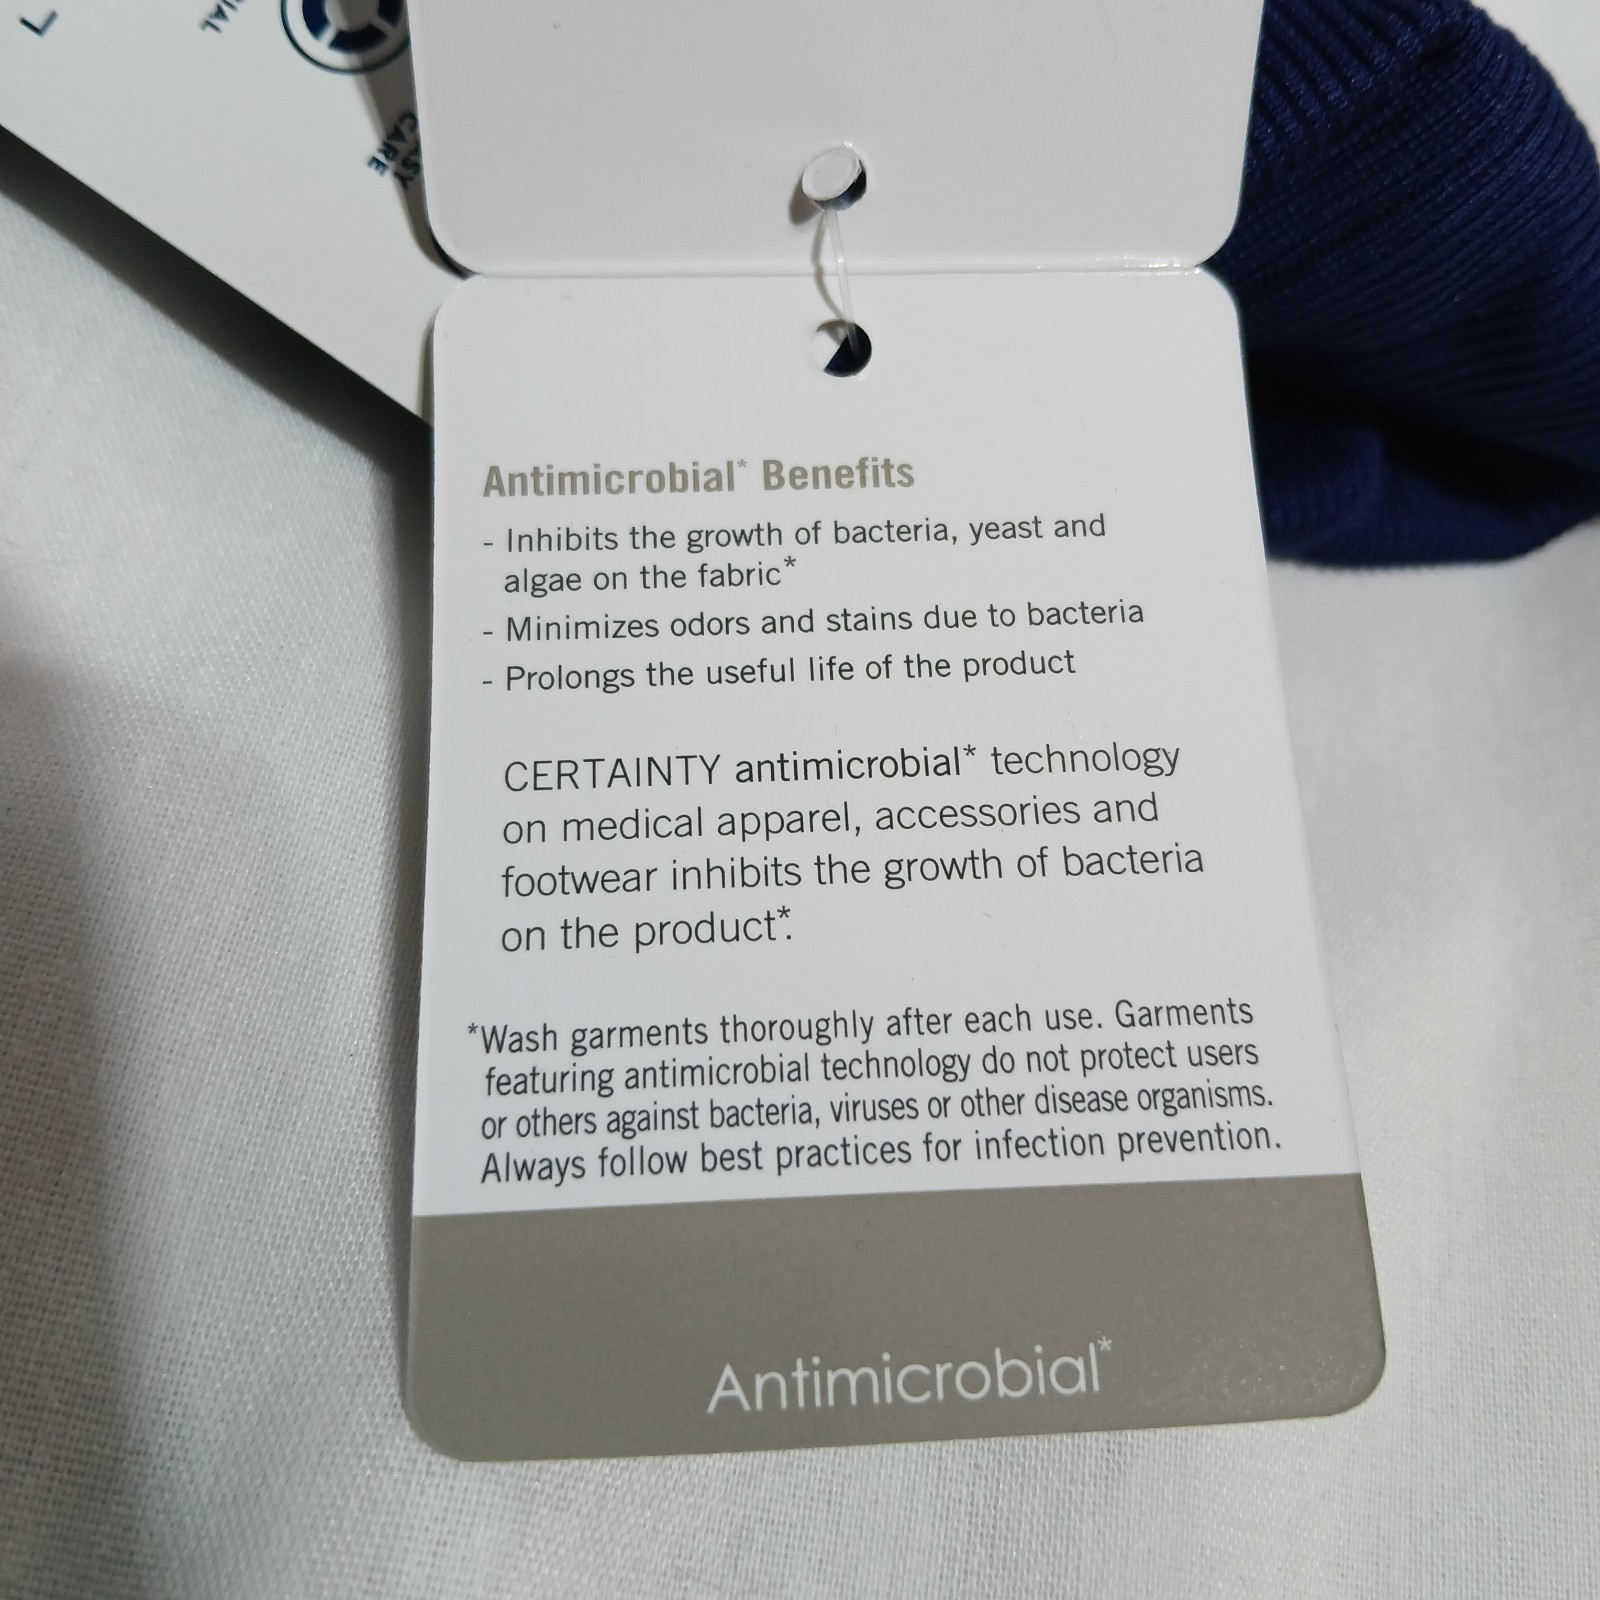 L
EASY
CARE
Antimicrobial* Benefits
- Inhibits the growth of bacteria, yeast and
algae on the fabric*
- Minimizes odors and stains due to bacteria
- Prolongs the useful life of the product
CERTAINTY antimicrobial* technology
on medical apparel, accessories and
footwear inhibits the growth of bacteria
on the product*.
*Wash garments thoroughly after each use. Garments
featuring antimicrobial technology do not protect users
or others against bacteria, viruses or other disease organisms.
Always follow best practices for infection prevention.
Antimicrobial*